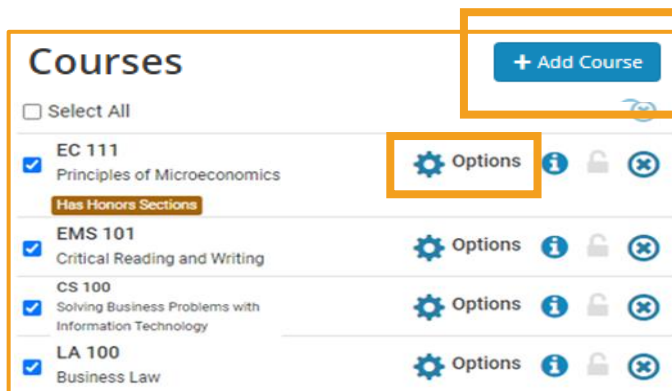 Courses
+ Add Course
Select All
EC 111
Options
Principles of Microeconomics
Has Honors Sections
EMS 101
Options
Critical Reading and Writing
CS 100
Options
Solving Business Problems with
Information Technology
LA 100
Options
Business Law